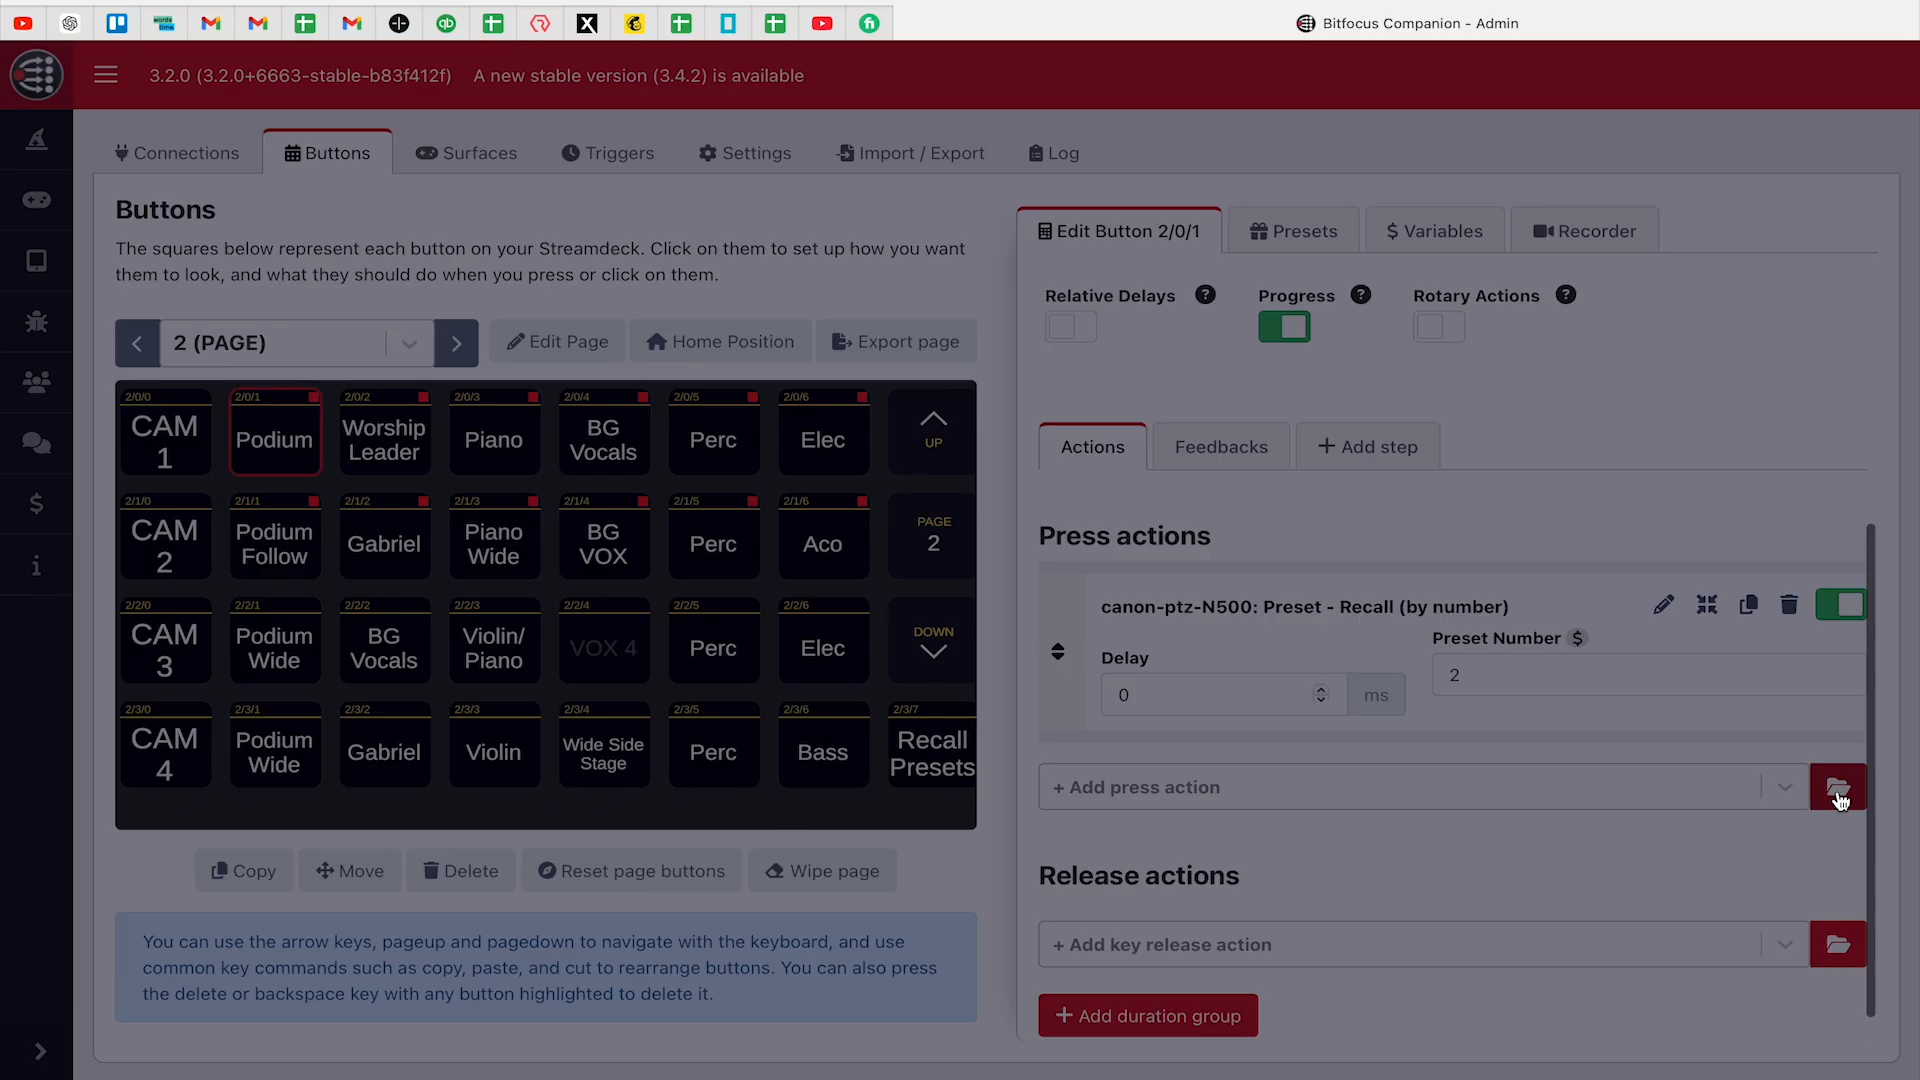 Bitfocus Companion - Admin
3.2.0 (3.2.0+6663-stable-b83f412f) A new stable version (3.4.2) is available
Connections
Buttons
Surfaces
Triggers
Settings
Import / Export
Log
Buttons
The squares below represent each button on your Streamdeck. Click on them to set up how you want
them to look, and what they should do when you press or click on them.
2 (PAGE)
Edit Page
Home Position
Export page
2/0/0
CAM
1
2/0/1
Podium
2/0/2
Worship
Leader
2/0/3
Piano
2/0/4
BG
Vocals
2/0/5
Perc
2/0/6
Elec
UP
2/1/0
CAM
2
2/1/1
Podium
Follow
2/1/2
Gabriel
2/1/3
Piano
Wide
2/1/4
BG
VOX
2/1/5
Perc
2/1/6
Aco
PAGE
2
2/2/0
CAM
3
2/2/1
Podium
Wide
2/2/2
BG
Vocals
2/2/3
Violin/
Piano
2/2/4
VOX 4
2/2/5
Perc
2/2/6
Elec
DOWN
2/3/0
CAM
4
2/3/1
Podium
Wide
2/3/2
Gabriel
2/3/3
Violin
2/3/4
Wide Side
Stage
2/3/5
Perc
2/3/6
Bass
2/3/7
Recall
Presets
Copy
Move
Delete
Reset page buttons
Wipe page
You can use the arrow keys, pageup and pagedown to navigate with the keyboard, and use
common key commands such as copy, paste, and cut to rearrange buttons. You can also press
the delete or backspace key with any button highlighted to delete it.
Edit Button 2/0/1
Presets
$ Variables
Recorder
Relative Delays ?
Progress ?
Rotary Actions ?
Actions
Feedbacks
+ Add step
Press actions
canon-ptz-N500: Preset - Recall (by number)
Delay
0
ms
Preset Number $
2
+ Add press action
Release actions
+ Add key release action
+ Add duration group